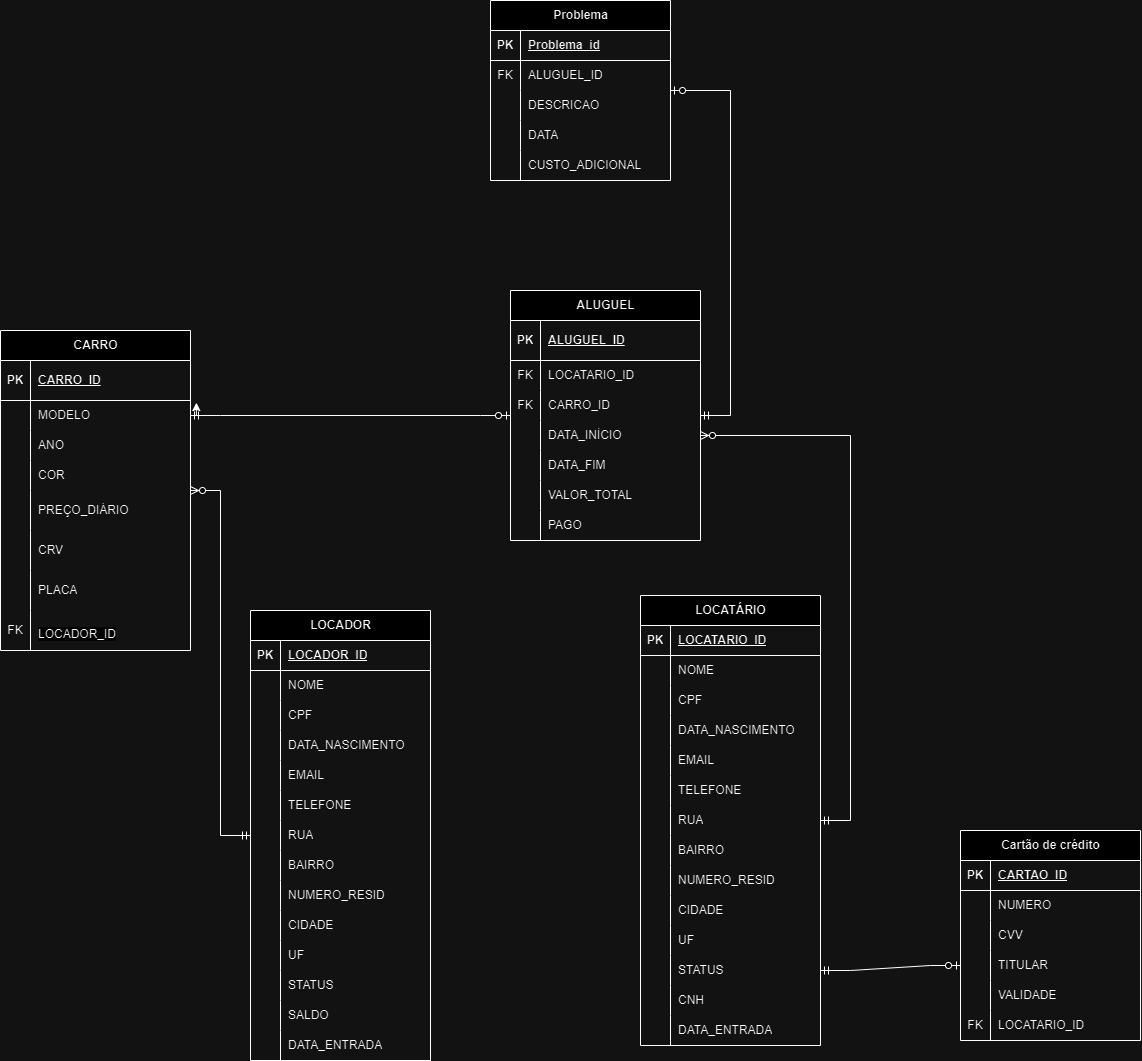 Problema
PK Problema_id
FK ALUGUEL_ID
DESCRICAO
DATA
CUSTO_ADICIONAL
ALUGUEL
PK ALUGUEL_ID
FK LOCATARIO_ID
FK CARRO_ID
DATA_INÍCIO
DATA_FIM
VALOR_TOTAL
PAGO
CARRO
PK CARRO_ID
MODELO
ANO
COR
PREÇO_DIÁRIO
CRV
PLACA
FK LOCADOR_ID
LOCADOR
PK LOCADOR_ID
NOME
CPF
DATA_NASCIMENTO
EMAIL
TELEFONE
RUA
BAIRRO
NUMERO_RESID
CIDADE
UF
STATUS
SALDO
DATA_ENTRADA
LOCATÁRIO
PK LOCATARIO_ID
NOME
CPF
DATA_NASCIMENTO
EMAIL
TELEFONE
RUA
BAIRRO
NUMERO_RESID
CIDADE
UF
STATUS
CNH
DATA_ENTRADA
Cartão de crédito
PK CARTAO_ID
NUMERO
CVV
TITULAR
VALIDADE
FK LOCATARIO_ID